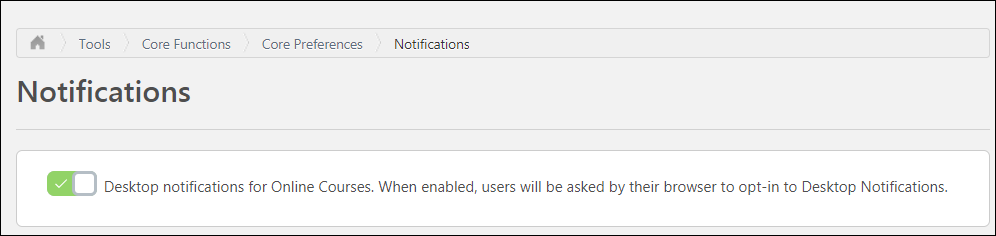 Tools Core Functions Core Preferences Notifications
Notifications
Desktop notifications for Online Courses. When enabled, users will be asked by their browser to opt-in to Desktop Notifications.